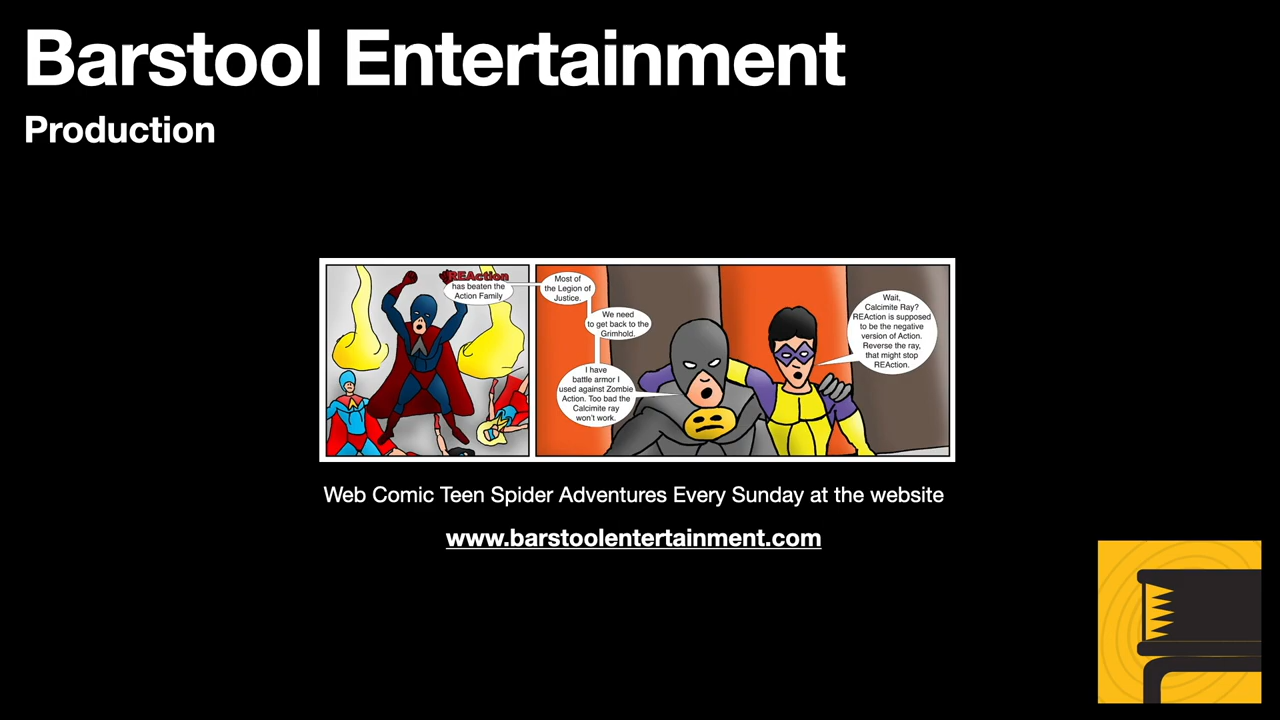 Barstool Entertainment
Production
REAction
has beaten the
Action Family
Most of
the Legion of
Justice.
We need
to get back to the
Grimhold.
I have
battle armor I
used against Zombie
Action. Too bad the
Calcimite ray
won't work.
Wait,
Calcimite Ray?
REAction is supposed
to be the negative
version of Action.
Reverse the ray,
that might stop
REAction.
Web Comic Teen Spider Adventures Every Sunday at the website
www.barstoolentertainment.com